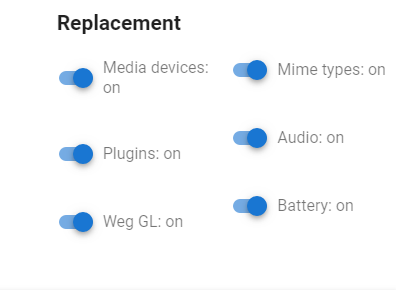 Replacement
Media devices:
on
Mime types: on
Plugins: on
Audio: on
Weg GL: on
Battery: on